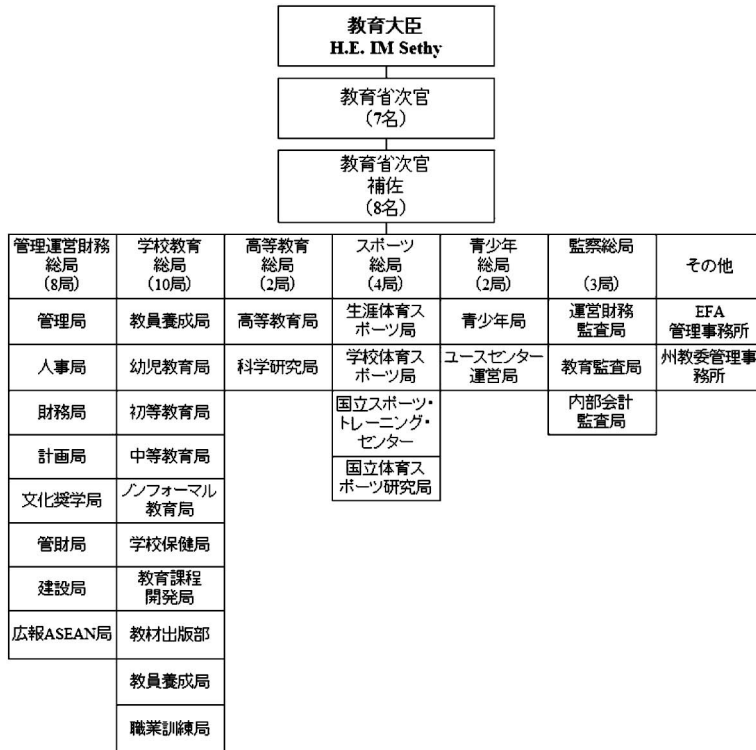 教育大臣
H.E. IM Sethy
教育省次官
（7名）
教育省次官
補佐
（8名）
管理運営財務
総局
（8局）
学校教育
総局
（10局）
高等教育
総局
（2局）
スポーツ
総局
（4局）
青少年
総局
（2局）
監察総局
（3局）
その他
管理局
教員養成局
高等教育局
生涯体育ス
ポーツ局
青少年局
運営財務
監査局
EFA
管理事務所
人事局
幼児教育局
科学研究局
学校体育ス
ポーツ局
ユースセンター
運営局
教育監査局
州教委管理事
務所
財務局
初等教育局
国立スポーツ・
トレーニング・
センター
内部会計
監査局
計画局
中等教育局
国立体育ス
ポーツ研究局
文化奨学局
ノンフォーマル
教育局
管財局
学校保健局
建設局
教育課程
開発局
広報ASEAN局
教材出版部
教員養成局
職業訓練局